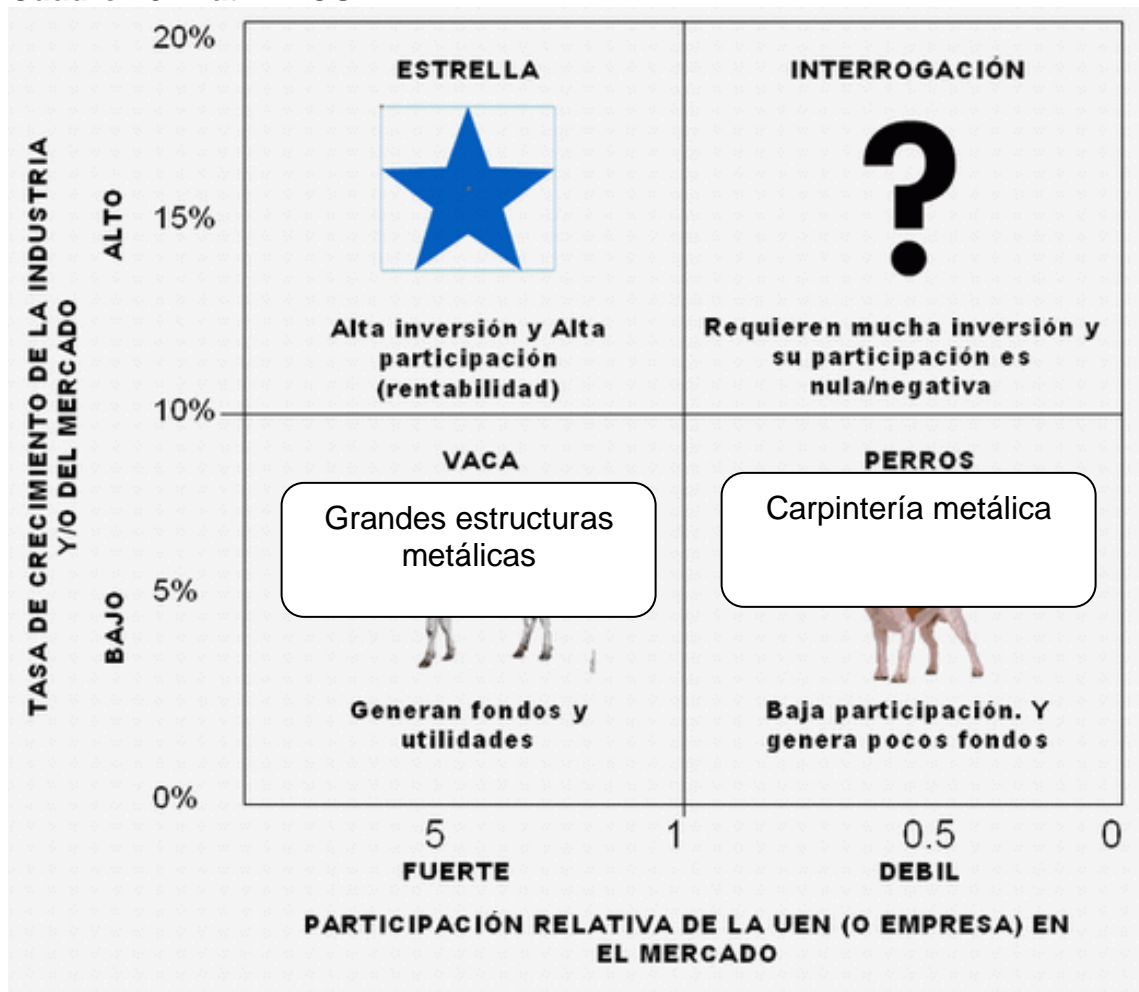 20%
ESTRELLA
INTERROGACIÓN
15%
ALTO
Alta inversión y Alta
participación
(rentabilidad)
Requieren mucha inversión y
su participación es
nula/negativa
TASA DE CRECIMIENTO DE LA INDUSTRIA
Y/O DEL MERCADO
10%
VACA
PERROS
Grandes estructuras
metálicas
Carpintería metálica
5%
BAJO
Generan fondos y
utilidades
Baja participación. Y
genera pocos fondos
0%
5
1
0.5
0
FUERTE
DEBIL
PARTICIPACIÓN RELATIVA DE LA UEN (O EMPRESA) EN
EL MERCADO